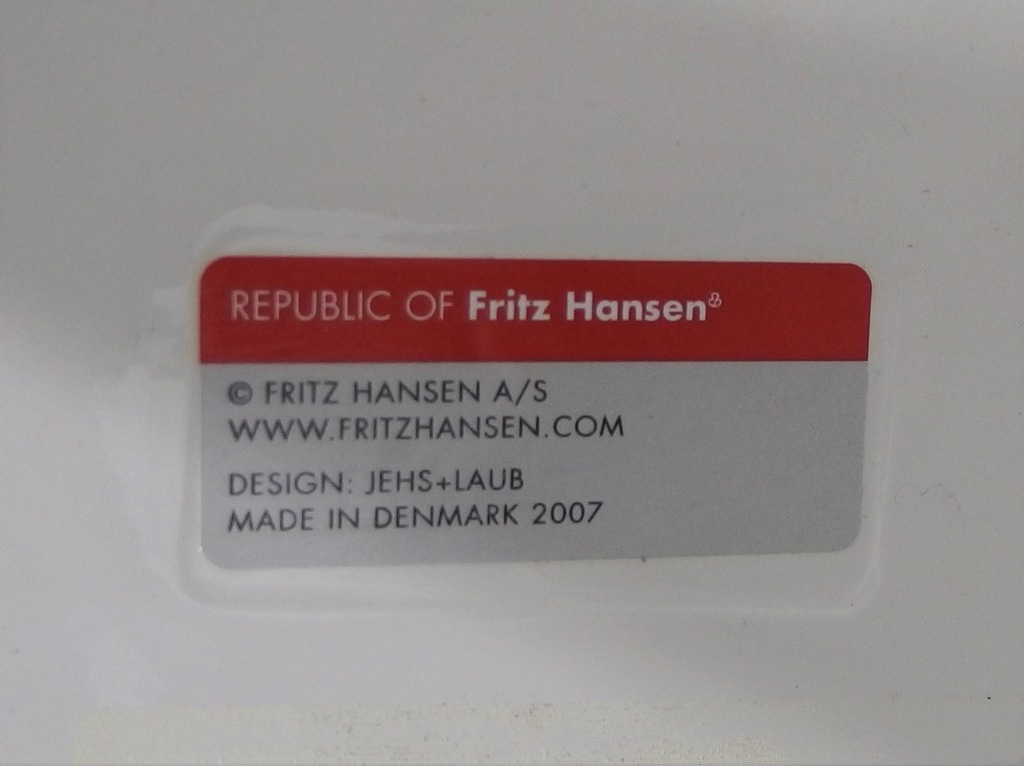 REPUBLIC OF Fritz Hansen
© FRITZ HANSEN A/S
WWW.FRITZHANSEN.COM
DESIGN: JEHS+LAUB
MADE IN DENMARK 2007